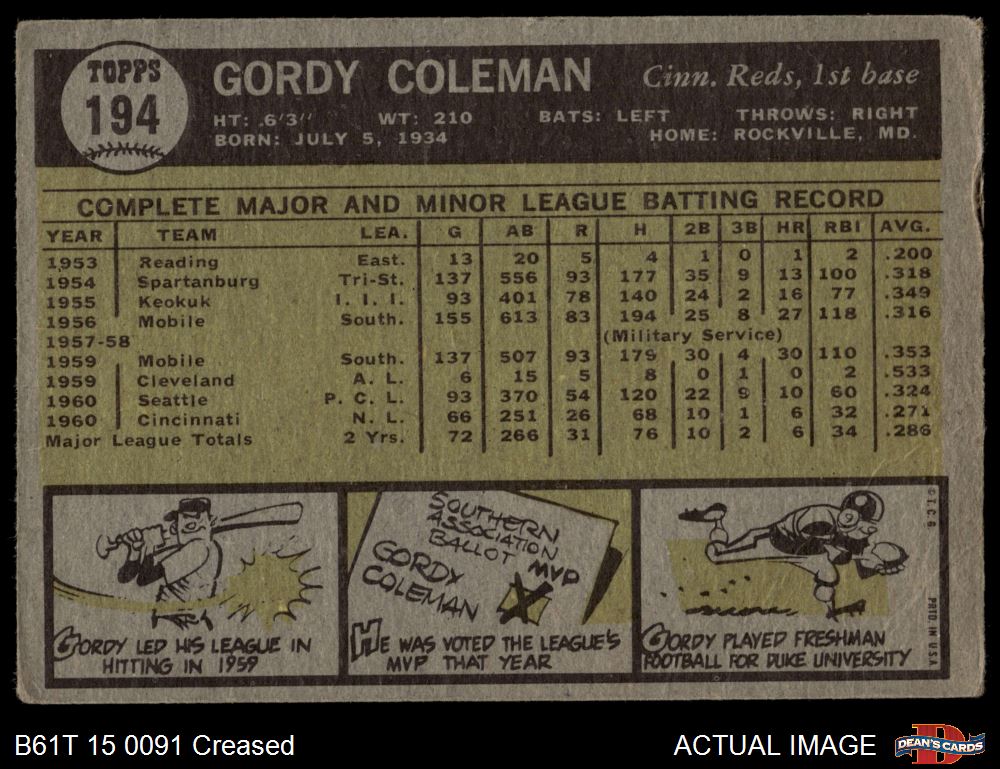 TOPPS
194
GORDY COLEMAN
Cinn. Reds, 1st base
HT: 6'3" WT: 210 BATS: LEFT THROWS: RIGHT
BORN: JULY 5, 1934 HOME: ROCKVILLE, MD.
COMPLETE MAJOR AND MINOR LEAGUE BATTING RECORD
YEAR TEAM LEA. G AB R H 2B 3B HR RBI AVG.
1953 Reading East. 13 20 5 4 1 0 1 2 .200
1954 Spartanburg Tri-St. 137 556 93 177 35 9 13 100 .318
1955 Keokuk I. I. I. 93 401 78 140 24 2 16 77 .349
1956 Mobile South. 155 613 83 194 25 8 27 118 .316
1957-58 (Military Service)
1959 Mobile South. 137 507 93 179 30 4 30 110 .353
1959 Cleveland A. L. 6 15 5 8 0 1 0 2 .533
1960 Seattle P. C. L. 93 370 54 120 22 9 10 60 .324
1960 Cincinnati N. L. 66 251 26 68 10 1 6 32 .271
Major League Totals 2 Yrs. 72 266 31 76 10 2 6 34 .286
GORDY LED HIS LEAGUE IN
HITTING IN 1959
SOUTHERN
ASSOCIATION
BALLOT
MVP
GORDY
COLEMAN
X
HE WAS VOTED THE LEAGUE'S
MVP THAT YEAR
GORDY PLAYED FRESHMAN
FOOTBALL FOR DUKE UNIVERSITY
© T.C.G.
PRTD. IN USA
B61T 15 0091 Creased
ACTUAL IMAGE
D
DEAN'S CARDS